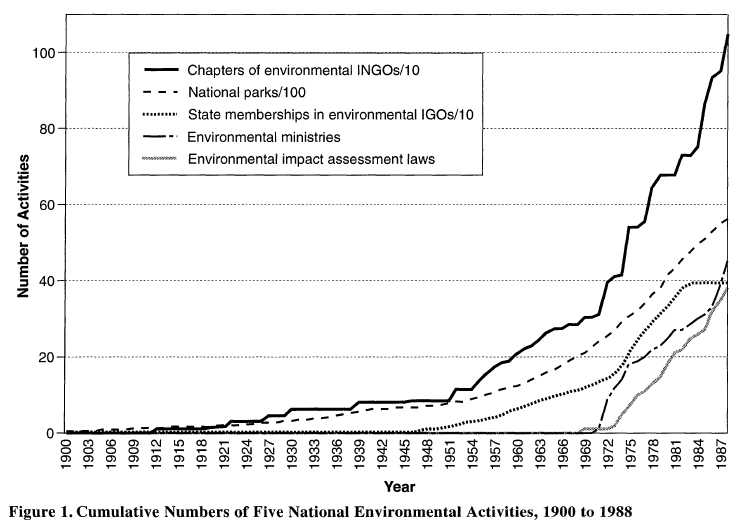 100
80
60
40
20
0
Number of Activities
Chapters of environmental INGOs/10
National parks/100
State memberships in environmental IGOs/10
Environmental ministries
Environmental impact assessment laws
1900 1903 1906 1909 1912 1915 1918 1921 1924 1927 1930 1933 1936 1939 1942 1945 1948 1951 1954 1957 1960 1963 1966 1969 1972 1975 1978 1981 1984 1987
Year
Figure 1. Cumulative Numbers of Five National Environmental Activities, 1900 to 1988